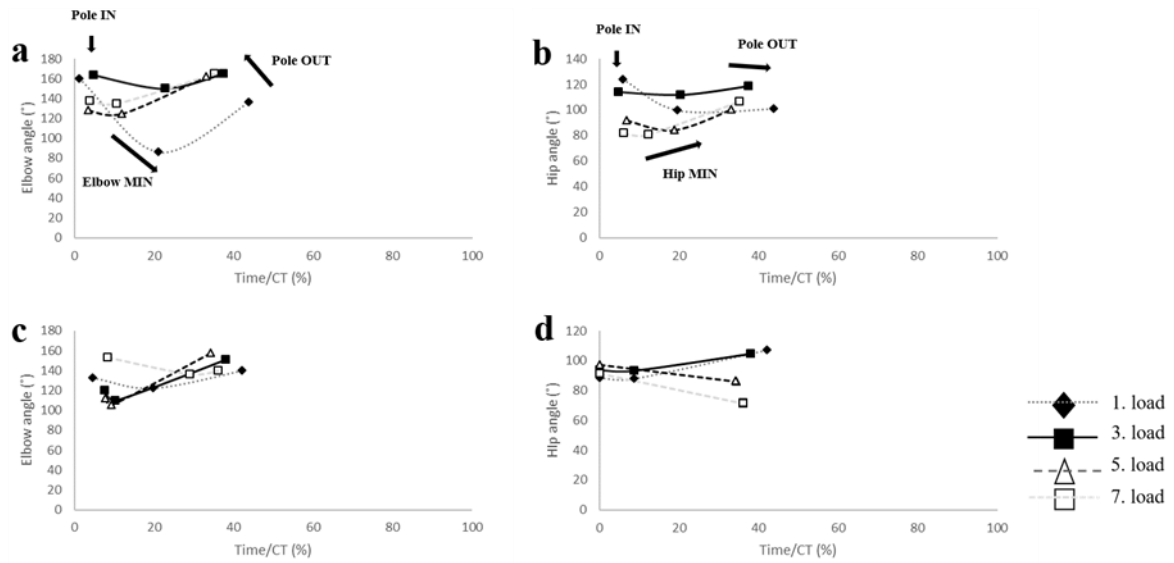 a
Pole IN
Pole OUT
Elbow MIN
Elbow angle (˚)
180
160
140
120
100
80
60
40
20
0
0 20 40 60 80 100
Time/CT (%)
b
Pole IN
Pole OUT
Hip MIN
Hip angle (˚)
140
120
100
80
60
40
20
0
0 20 40 60 80 100
Time/CT (%)
c
Elbow angle (˚)
180
160
140
120
100
80
60
40
20
0
0 20 40 60 80 100
Time/CT (%)
d
HIp angle (˚)
120
100
80
60
40
20
0
0 20 40 60 80 100
Time/CT (%)
1. load
3. load
5. load
7. load